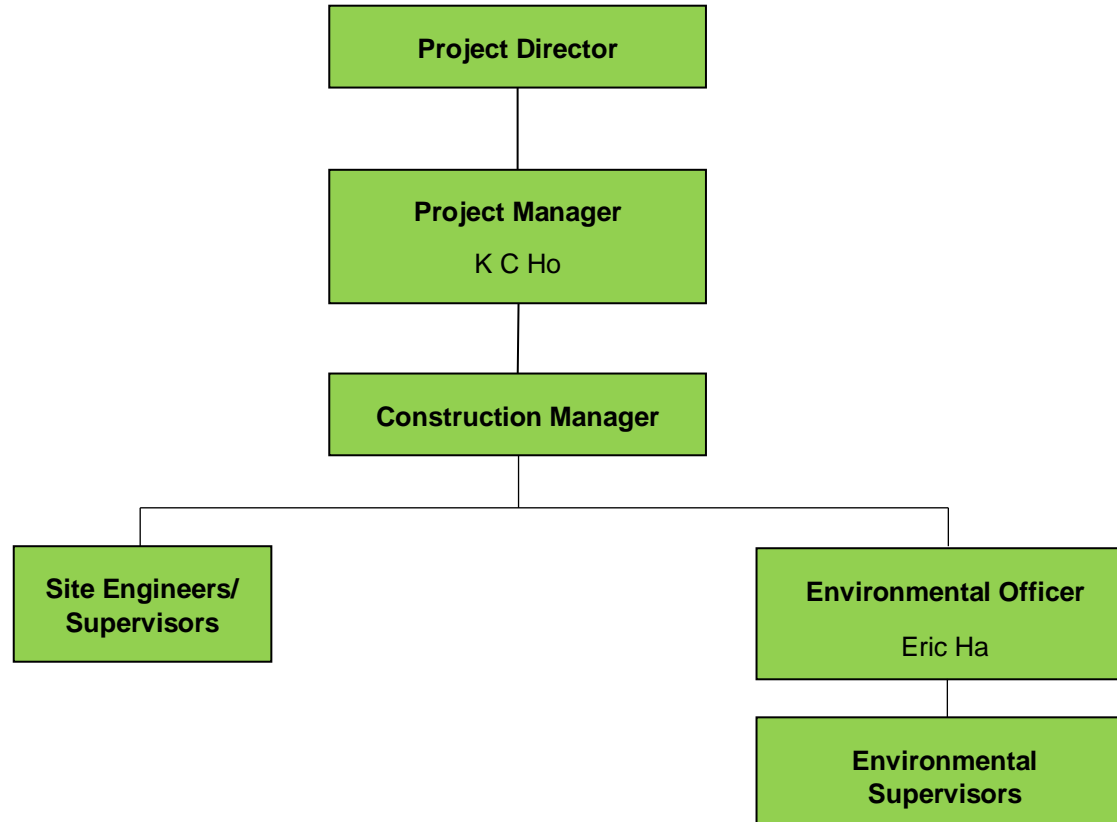 Project Director
Project Manager
K C Ho
Construction Manager
Site Engineers/
Supervisors
Environmental Officer
Eric Ha
Environmental
Supervisors